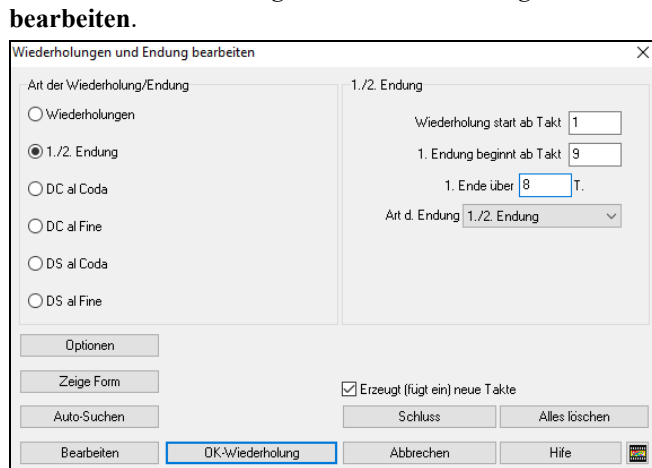 bearbeiten.
Wiederholungen und Endung bearbeiten
Art der Wiederholung/Endung
Wiederholungen
1./2. Endung
DC al Coda
DC al Fine
DS al Coda
DS al Fine
1./2. Endung
Wiederholung start ab Takt 1
1. Endung beginnt ab Takt 9
1. Ende über 8 T.
Art d. Endung 1./2. Endung
Optionen
Zeige Form
Auto-Suchen
Erzeugt (fügt ein) neue Takte
Schluss Alles löschen
Bearbeiten OK-Wiederholung Abbrechen Hife